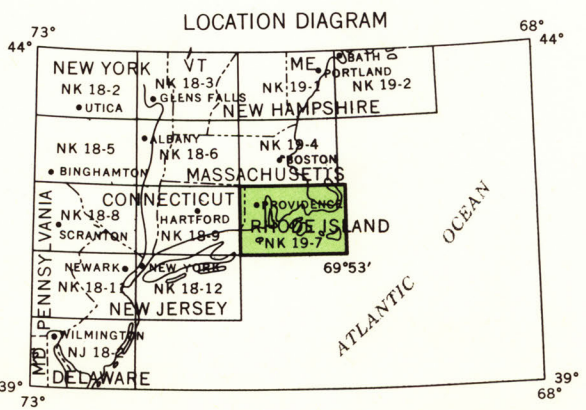 LOCATION DIAGRAM
73°
68°
44°
44°
NEW YORK
VT
ME
BATH
PORTLAND
NK 18-2
NK 18-3
NK 19-1
NK 19-2
UTICA
GLENS FALLS
NEW HAMPSHIRE
NK 18-5
ALBANY
NK 18-6
NK 19-4
BOSTON
BINGHAMTON
MASSACHUSETTS
CONNECTICUT
PROVIDENCE
NK 18-8
HARTFORD
RHODE ISLAND
SCRANTON
NK 18-9
NK 19-7
OCEAN
PENNSYLVANIA
NEWARK
NEW YORK
69°53'
NK 18-11
NK 18-12
NEW JERSEY
ATLANTIC
WILMINGTON
MD
NJ 18-2
DELAWARE
39°
39°
73°
68°